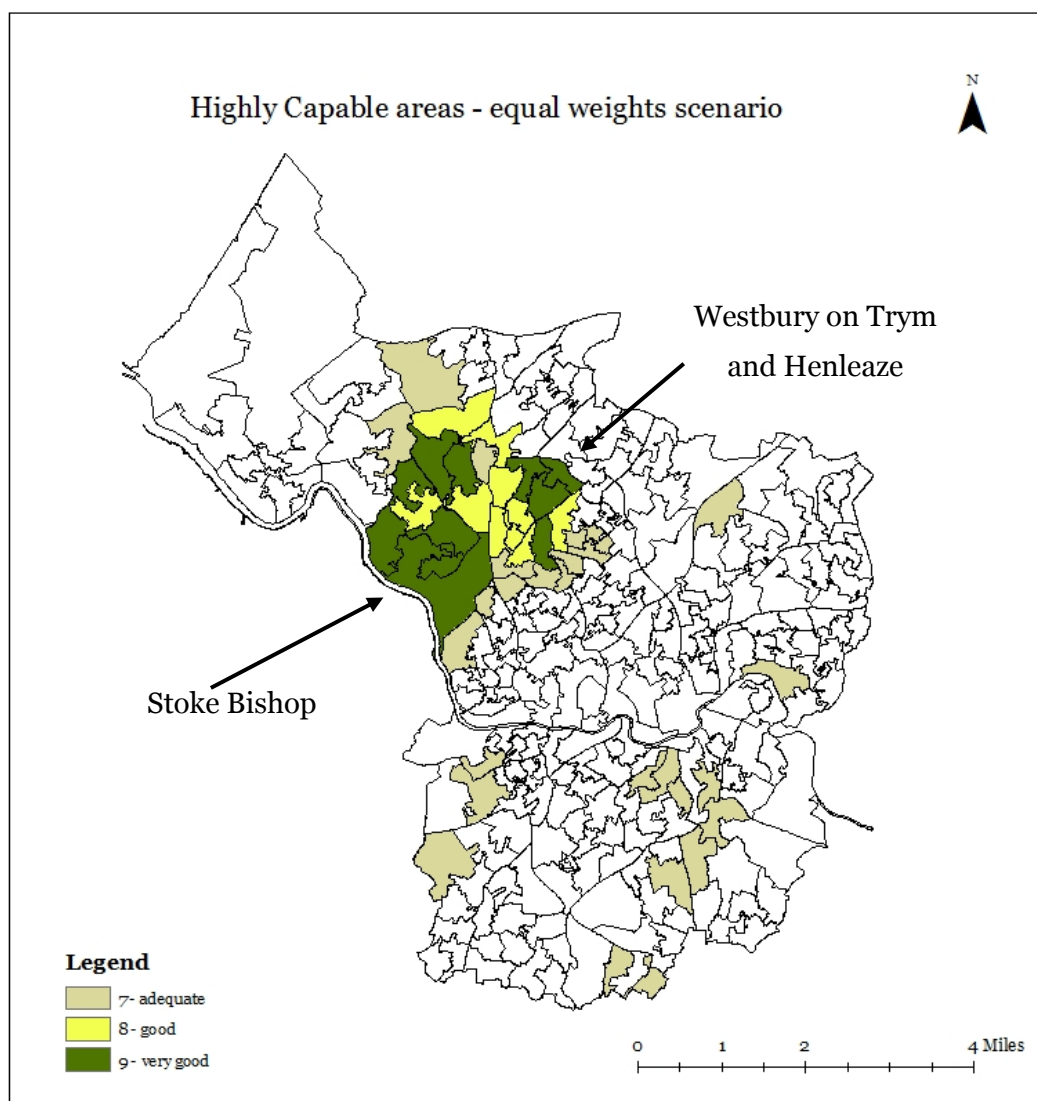 N
Highly Capable areas - equal weights scenario
Westbury on Trym
and Henleaze
Stoke Bishop
Legend
7- adequate
8 - good
9 - very good
0 1 2 4 Miles